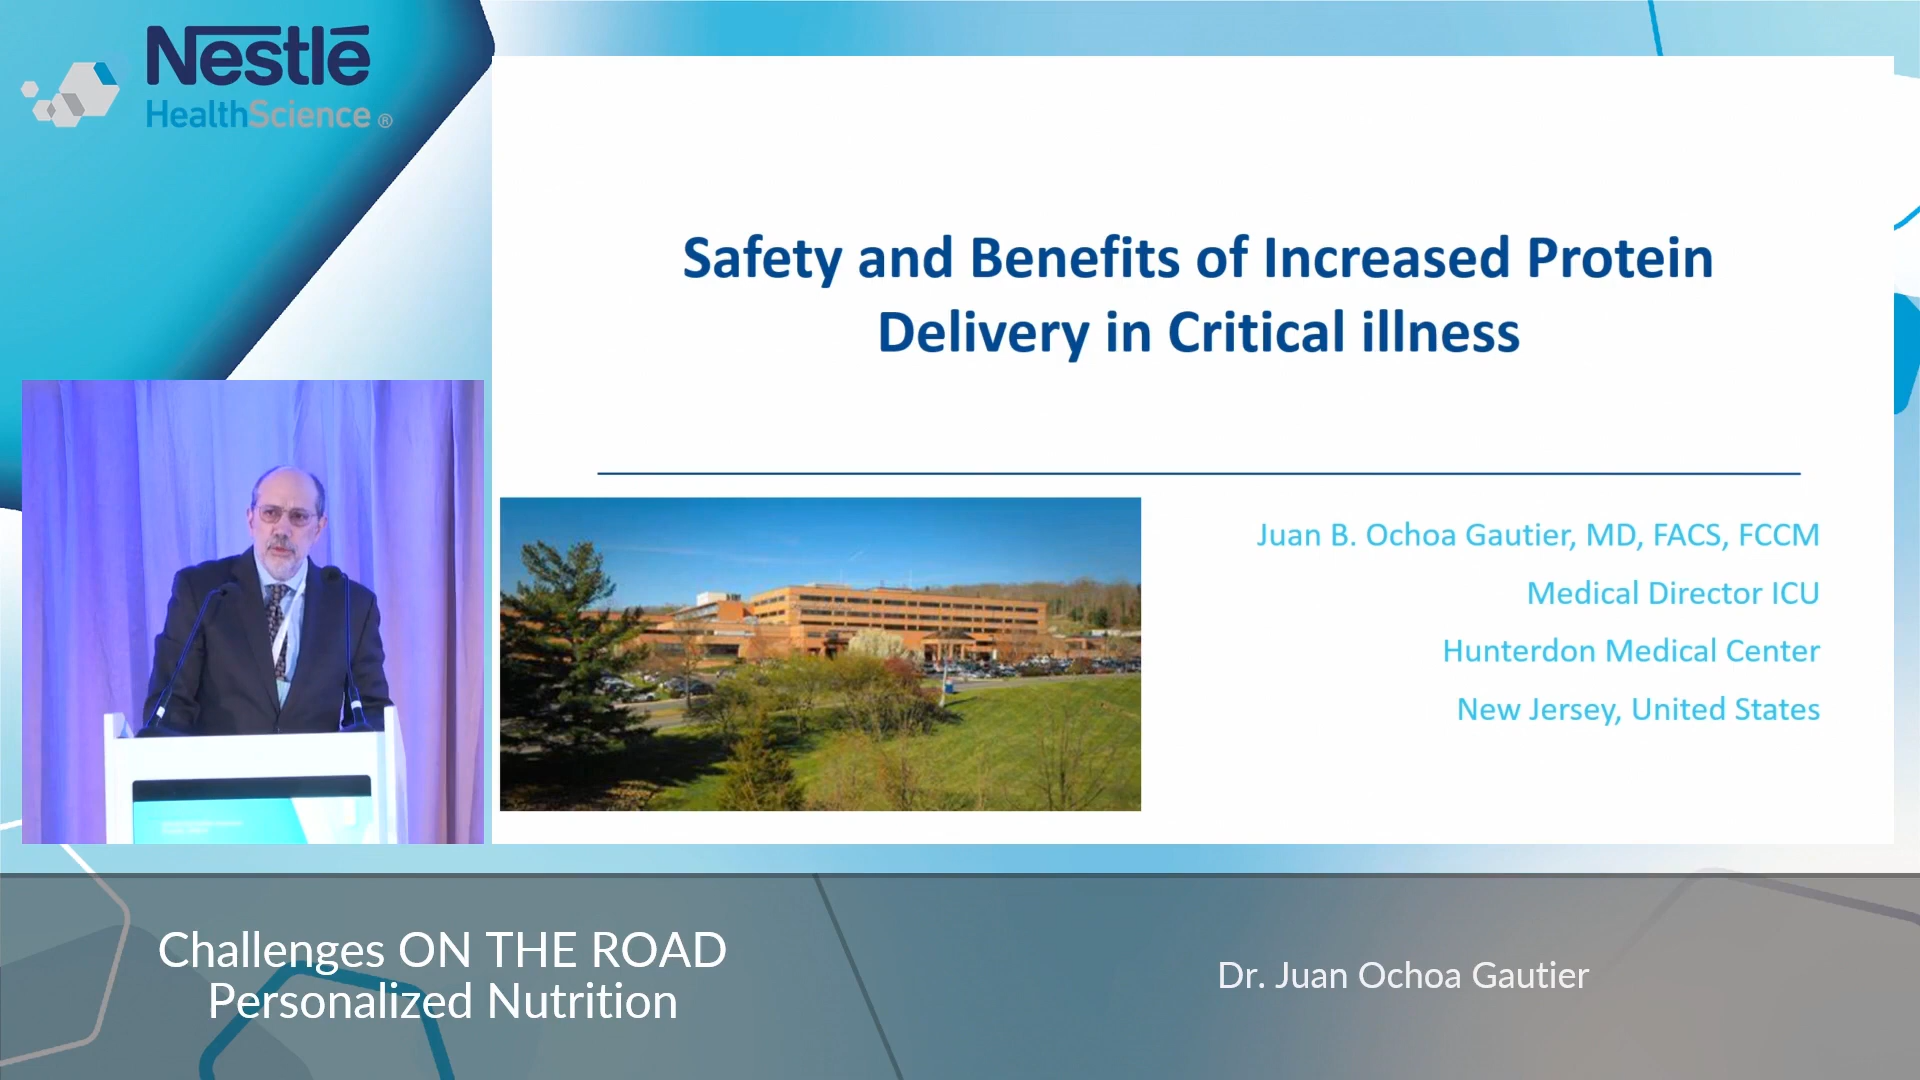 Nestlé
HealthScience ®
Safety and Benefits of Increased Protein
Delivery in Critical illness
Juan B. Ochoa Gautier, MD, FACS, FCCM
Medical Director ICU
Hunterdon Medical Center
New Jersey, United States
Challenges ON THE ROAD
Personalized Nutrition
Dr. Juan Ochoa Gautier